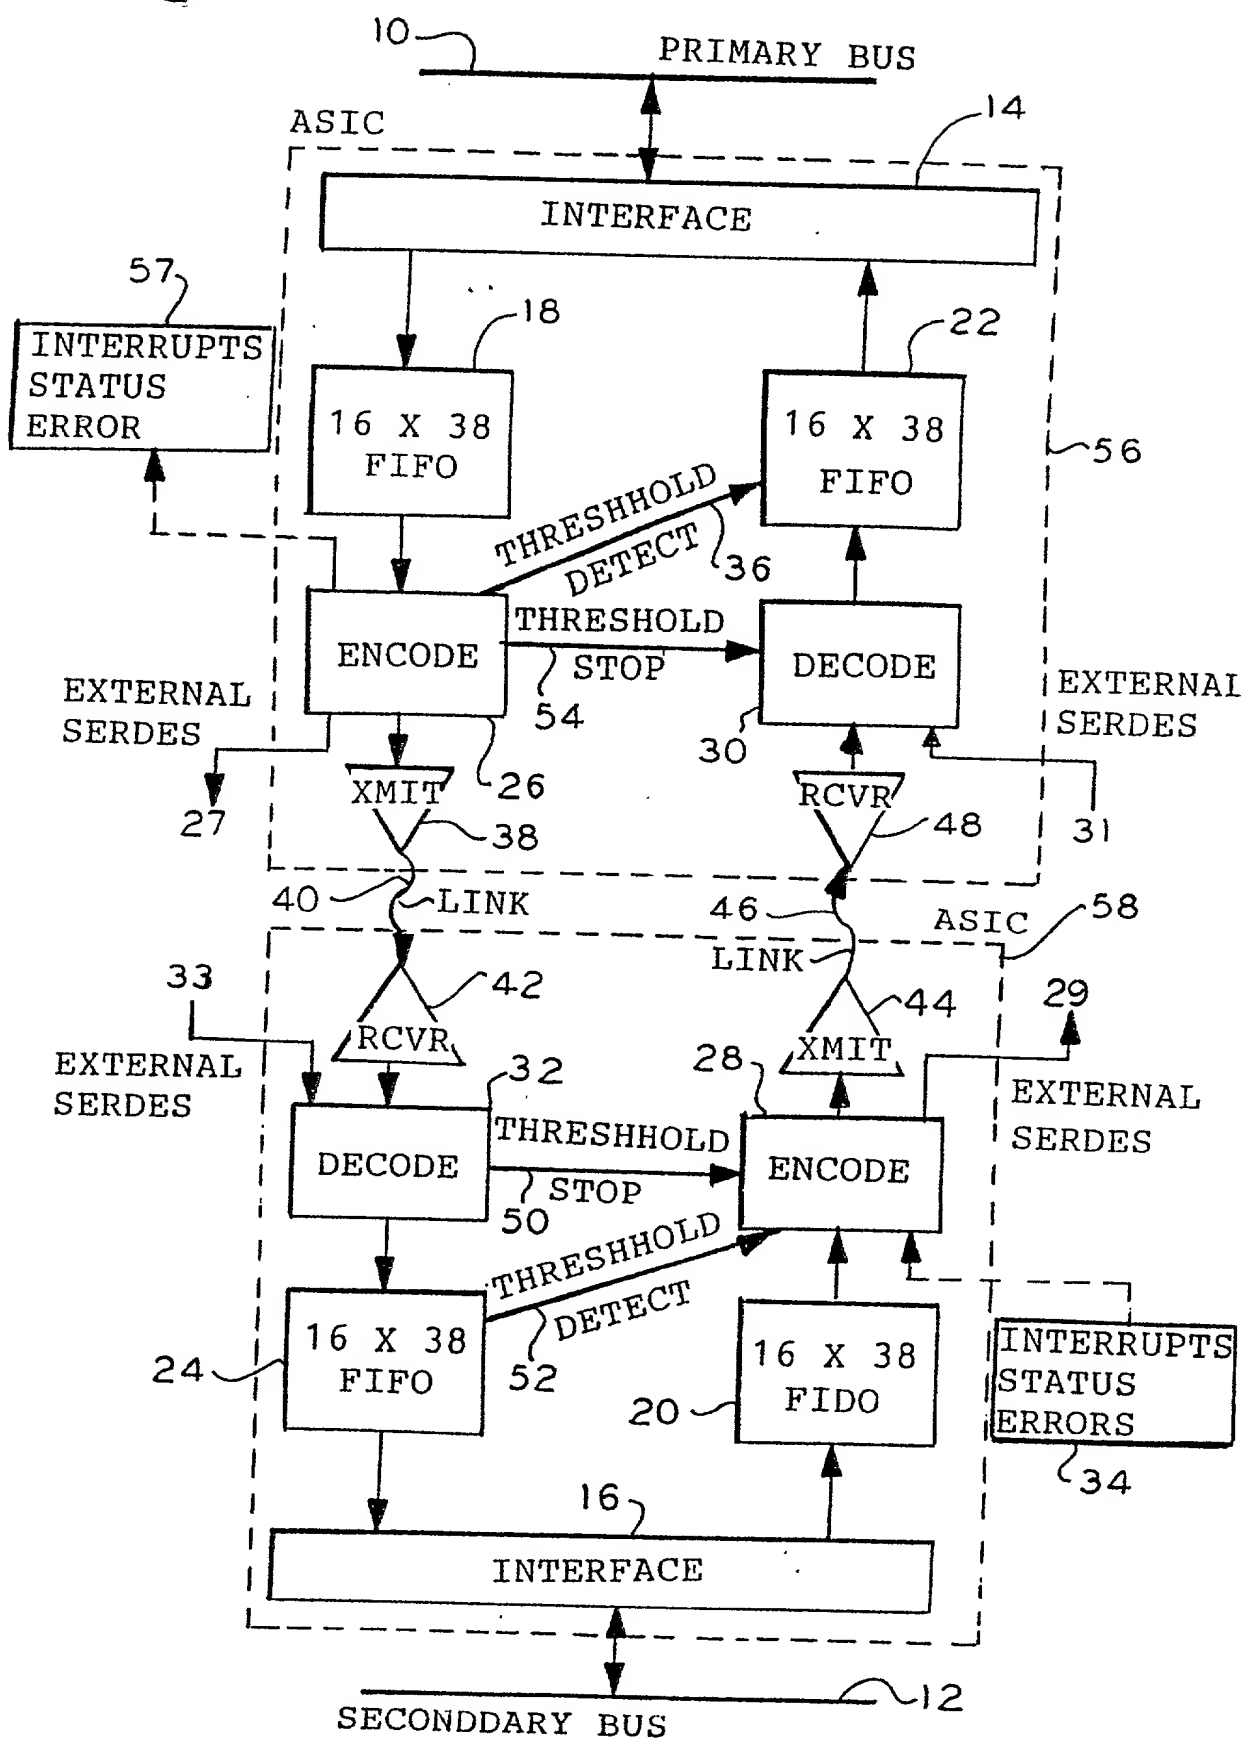 10
PRIMARY BUS
ASIC
14
INTERFACE
57
INTERRUPTS
STATUS
ERROR
18
22
16 X 38
FIFO
16 X 38
FIFO
56
THRESHHOLD
DETECT
36
ENCODE
THRESHOLD
STOP
54
DECODE
30
EXTERNAL
SERDES
27
26
XMIT
38
EXTERNAL
SERDES
31
RCVR
48
40
LINK
46
LINK
ASIC
58
33
EXTERNAL
SERDES
42
RCVR
44
XMIT
29
EXTERNAL
SERDES
32
28
DECODE
THRESHHOLD
STOP
50
ENCODE
THRESHHOLD
DETECT
52
24
16 X 38
FIFO
20
16 X 38
FIDO
INTERRUPTS
STATUS
ERRORS
34
16
INTERFACE
12
SECONDDARY BUS